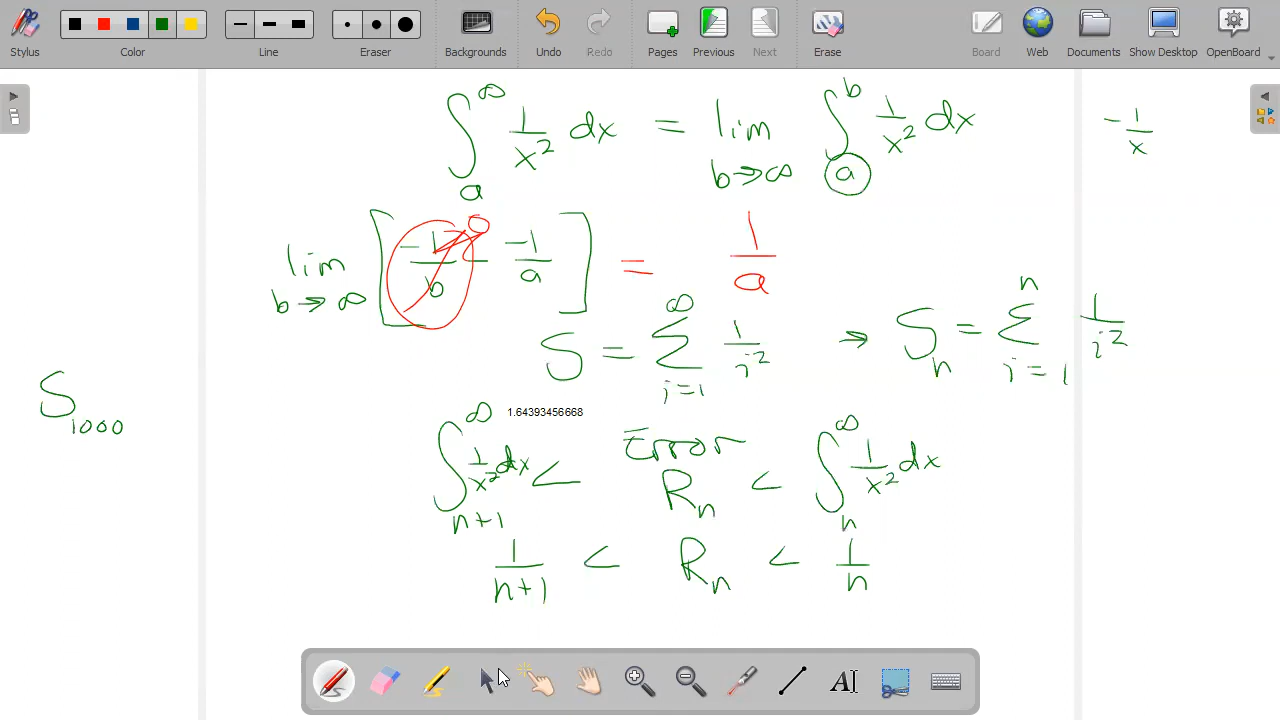 Stylus Color Line Eraser Backgrounds Undo Redo Pages Previous Next Erase Board Web Documents Show Desktop OpenBoard
∫_a^∞ 1/x² dx = lim_{b→∞} ∫_a^b 1/x² dx
-1/x
lim_{b→∞} [ -1/b 0 - -1/a ] = 1/a
S = ∑_{i=1}^∞ 1/i² → S_n = ∑_{i=1}^n 1/i²
S_1000
1.64393456668
Error
∫_{n+1}^∞ 1/x² dx < R_n < ∫_n^∞ 1/x² dx
1/(n+1) < R_n < 1/n